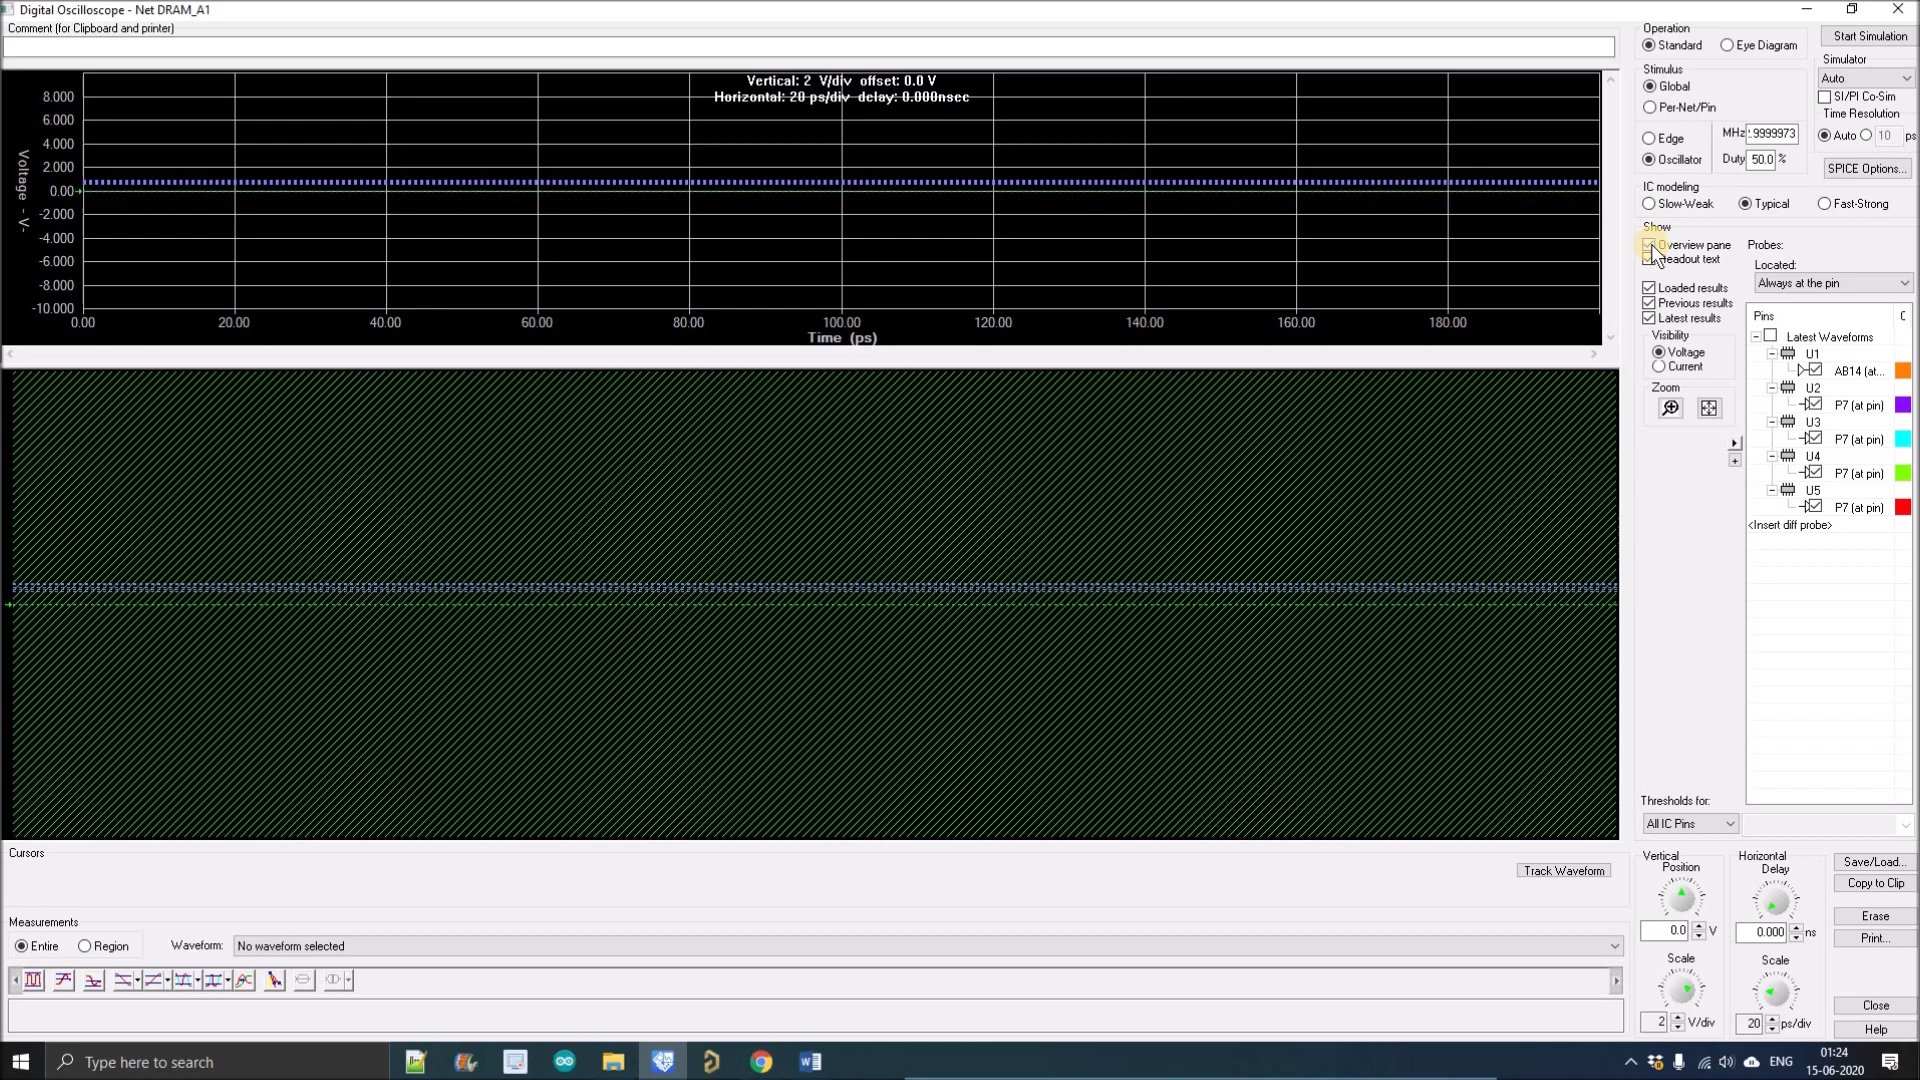 Digital Oscilloscope - Net DRAM_A1
Comment (for Clipboard and printer)
Vertical: 2 V/div offset: 0.0 V
Horizontal: 20 ps/div delay: 0.000nsec
8.000
6.000
4.000
2.000
0.00
-2.000
-4.000
-6.000
-8.000
-10.000
Voltage - V-
0.00 20.00 40.00 60.00 80.00 100.00 120.00 140.00 160.00 180.00
Time (ps)
Operation
Standard Eye Diagram
Start Simulation
Stimulus
Global
Per-Net/Pin
Simulator
Auto
SI/PI Co-Sim
Time Resolution
Auto 10 ps
Edge
Oscillator
MHz .9999973
Duty 50.0 %
SPICE Options...
IC modeling
Slow-Weak Typical Fast-Strong
Show
Overview pane
Readout text
Loaded results
Previous results
Latest results
Visibility
Voltage
Current
Zoom
Probes:
Located:
Always at the pin
Pins C
Latest Waveforms
U1
AB14 (at...
U2
P7 (at pin)
U3
P7 (at pin)
U4
P7 (at pin)
U5
P7 (at pin)
<Insert diff probe>
Thresholds for:
All IC Pins
Cursors
Track Waveform
Measurements
Entire Region Waveform: No waveform selected
Vertical
Position
0.0 V
Scale
2 V/div
Horizontal
Delay
0.000 ns
Scale
20 ps/div
Save/Load...
Copy to Clip
Erase
Print...
Close
Help
Type here to search
ENG
01:24
15-06-2020